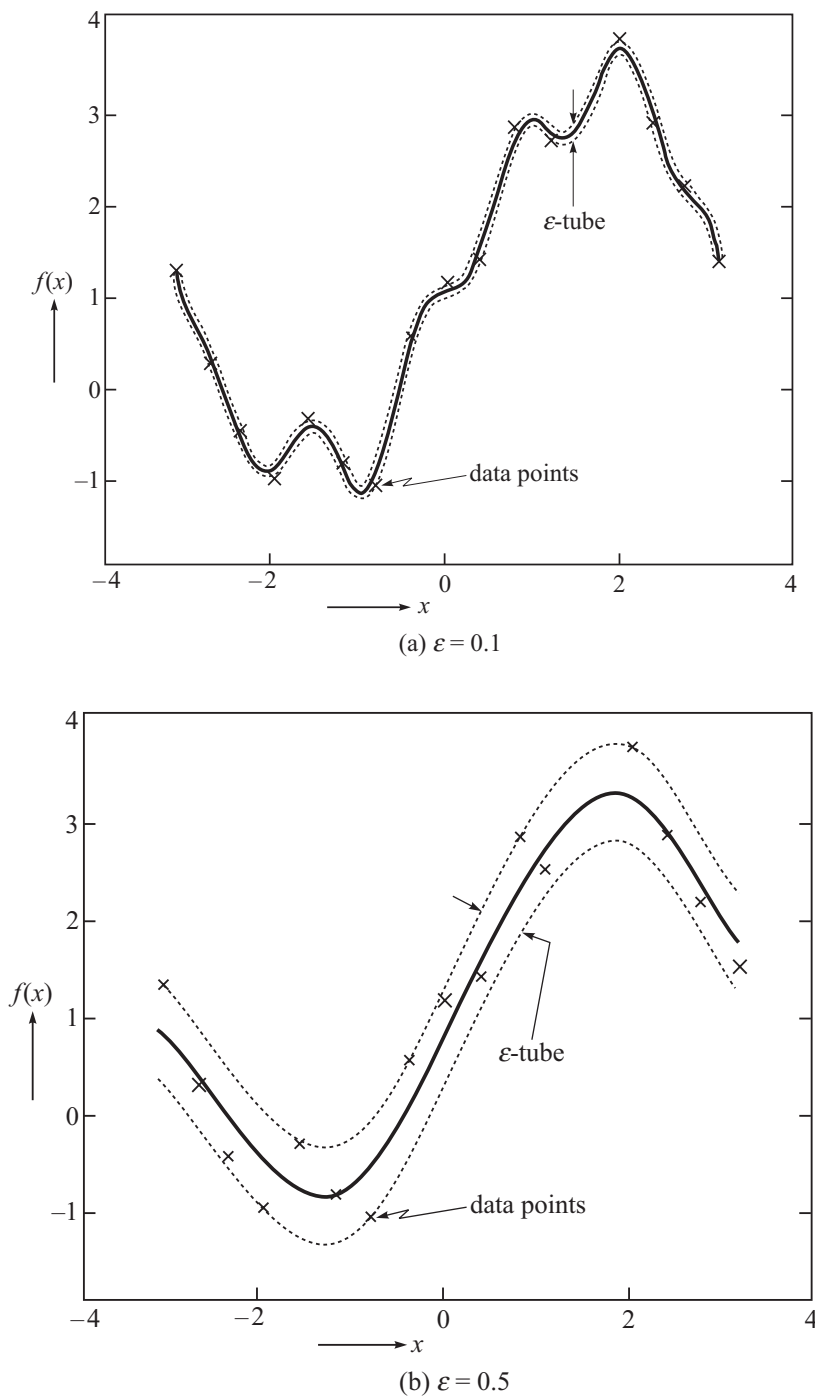 4
3
2
1
0
−1
f(x)
ε-tube
data points
−4
−2
0
2
4
x
(a) ε = 0.1
4
3
2
1
0
−1
f(x)
ε-tube
data points
−4
−2
0
2
4
x
(b) ε = 0.5